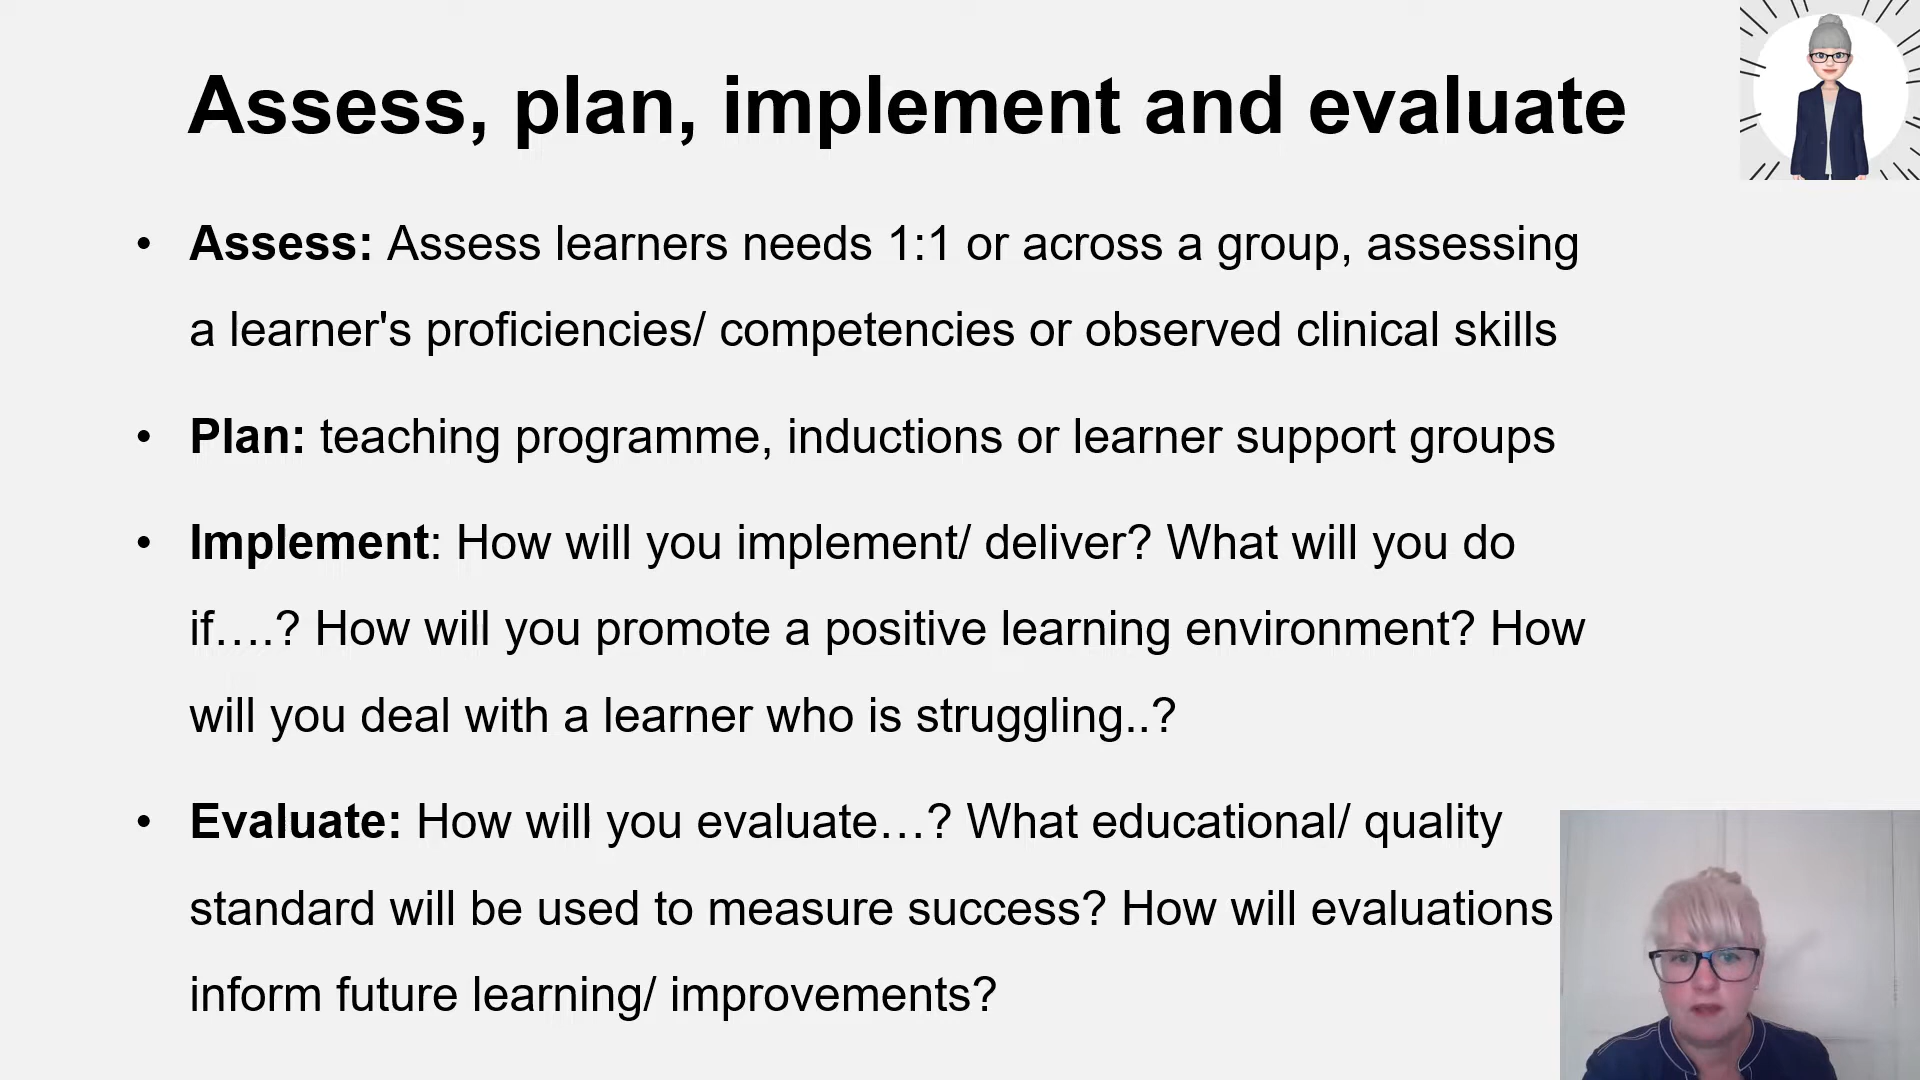 Assess, plan, implement and evaluate
• Assess: Assess learners needs 1:1 or across a group, assessing
a learner's proficiencies/ competencies or observed clinical skills
• Plan: teaching programme, inductions or learner support groups
• Implement: How will you implement/ deliver? What will you do
if….? How will you promote a positive learning environment? How
will you deal with a learner who is struggling..?
• Evaluate: How will you evaluate…? What educational/ quality
standard will be used to measure success? How will evaluations
inform future learning/ improvements?